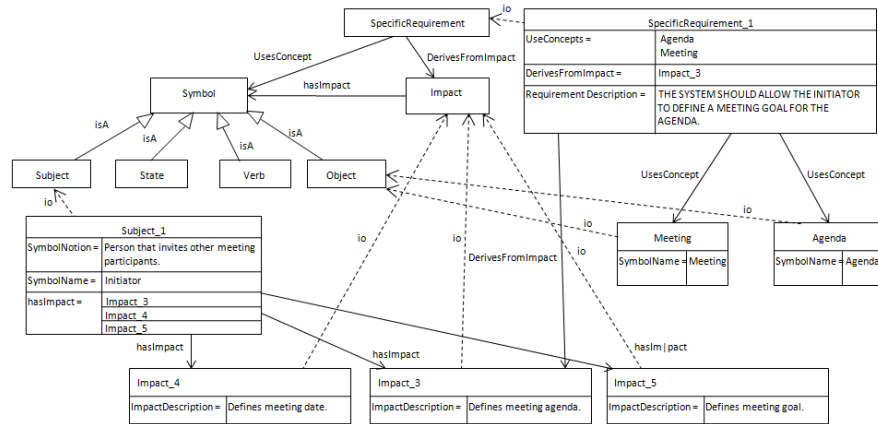 SpecificRequirement
io
SpecificRequirement_1
UseConcepts =
Agenda
Meeting
UsesConcept
DerivesFromImpact
DerivesFromImpact =
Impact_3
hasImpact
Symbol
Impact
Requirement Description =
THE SYSTEM SHOULD ALLOW THE INITIATOR
TO DEFINE A MEETING GOAL FOR THE
AGENDA.
isA
isA
isA
isA
Subject
State
Verb
Object
UsesConcept
UsesConcept
io
io
io
Subject_1
SymbolNotion =
Person that invites other meeting
participants.
SymbolName =
Initiator
hasImpact =
Impact_3
Impact_4
Impact_5
io
io
DerivesFromImpact
Meeting
SymbolName =
Meeting
Agenda
SymbolName =
Agenda
hasImpact
hasImpact
hasIm|pact
io
Impact_4
ImpactDescription =
Defines meeting date.
Impact_3
ImpactDescription =
Defines meeting agenda.
Impact_5
ImpactDescription =
Defines meeting goal.